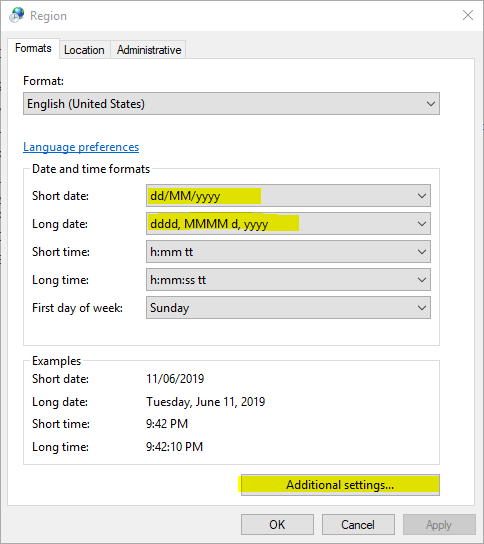 Region
Formats Location Administrative
Format:
English (United States)
Language preferences
Date and time formats
Short date: dd/MM/yyyy
Long date: dddd, MMMM d, yyyy
Short time: h:mm tt
Long time: h:mm:ss tt
First day of week: Sunday
Examples
Short date: 11/06/2019
Long date: Tuesday, June 11, 2019
Short time: 9:42 PM
Long time: 9:42:10 PM
Additional settings...
OK Cancel Apply